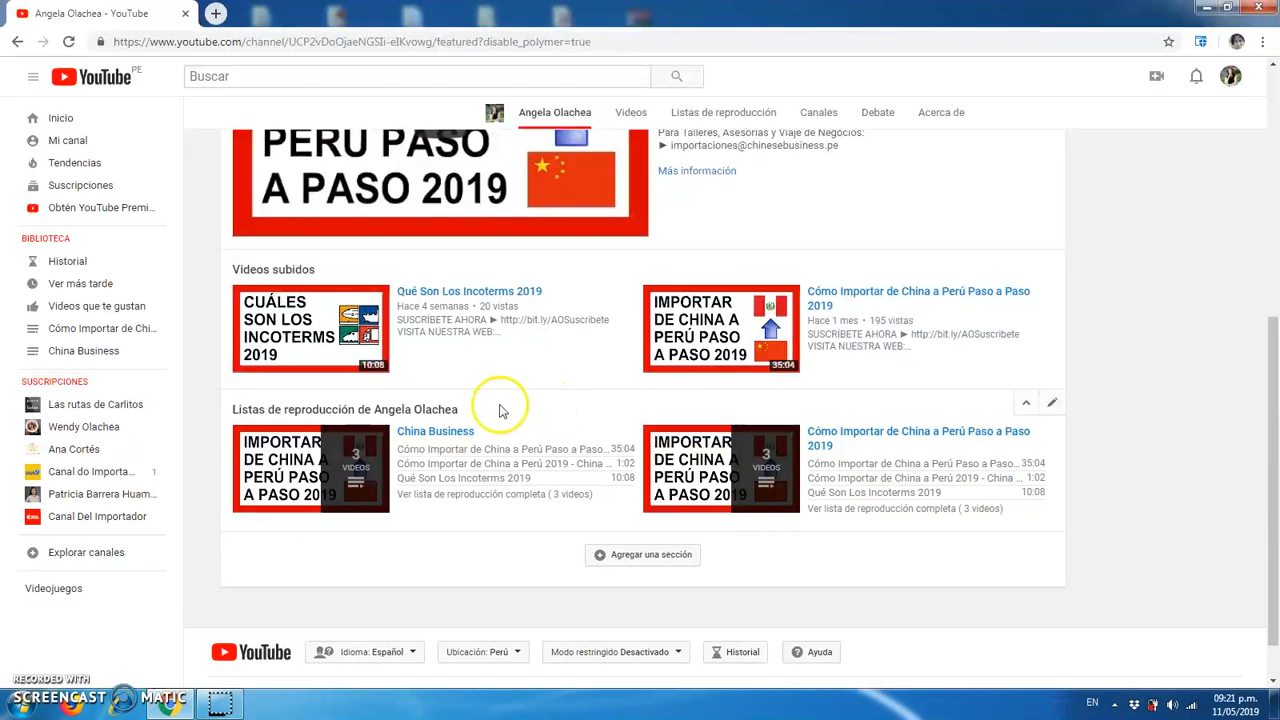 Angela Olachea - YouTube
https://www.youtube.com/channel/UCP2vDoOjaeNGSIi-eIKvowg/featured?disable_polymer=true
YouTube PE
Buscar
Angela Olachea Videos Listas de reproducción Canales Debate Acerca de
Inicio
Mi canal
Tendencias
Suscripciones
Obtén YouTube Premi...
BIBLIOTECA
Historial
Ver más tarde
Videos que te gustan
Cómo Importar de Chi...
China Business
SUSCRIPCIONES
Las rutas de Carlitos
Wendy Olachea
Ana Cortés
Canal do Importa... 1
Patricia Barrera Huam...
Canal Del Importador
Explorar canales
Videojuegos
PERÚ PASO
A PASO 2019
Para Talleres, Asesorías y Viaje de Negocios:
► importaciones@chinesebusiness.pe
Más información
Videos subidos
CUÁLES
SON LOS
INCOTERMS
2019
10:08
Qué Son Los Incoterms 2019
Hace 4 semanas • 20 vistas
SUSCRÍBETE AHORA ► http://bit.ly/AOSuscribete
VISITA NUESTRA WEB:...
IMPORTAR
DE CHINA A
PERÚ PASO
A PASO 2019
35:04
Cómo Importar de China a Perú Paso a Paso
2019
Hace 1 mes • 195 vistas
SUSCRÍBETE AHORA ► http://bit.ly/AOSuscribete
VISITA NUESTRA WEB:...
Listas de reproducción de Angela Olachea
IMPORTAR
DE CHINA A
PERÚ PASO
A PASO 2019
3
VIDEOS
China Business
Cómo Importar de China a Perú Paso a Paso... 35:04
Cómo Importar de China a Perú 2019 - China ... 1:02
Qué Son Los Incoterms 2019 10:08
Ver lista de reproducción completa ( 3 videos)
IMPORTAR
DE CHINA A
PERÚ PASO
A PASO 2019
3
VIDEOS
Cómo Importar de China a Perú Paso a Paso
2019
Cómo Importar de China a Perú Paso a Paso... 35:04
Cómo Importar de China a Perú 2019 - China ... 1:02
Qué Son Los Incoterms 2019 10:08
Ver lista de reproducción completa ( 3 videos)
Agregar una sección
YouTube Idioma: Español Ubicación: Perú Modo restringido Desactivado Historial Ayuda
RECORDED WITH
SCREENCAST MATIC
EN
09:21 p.m.
11/05/2019